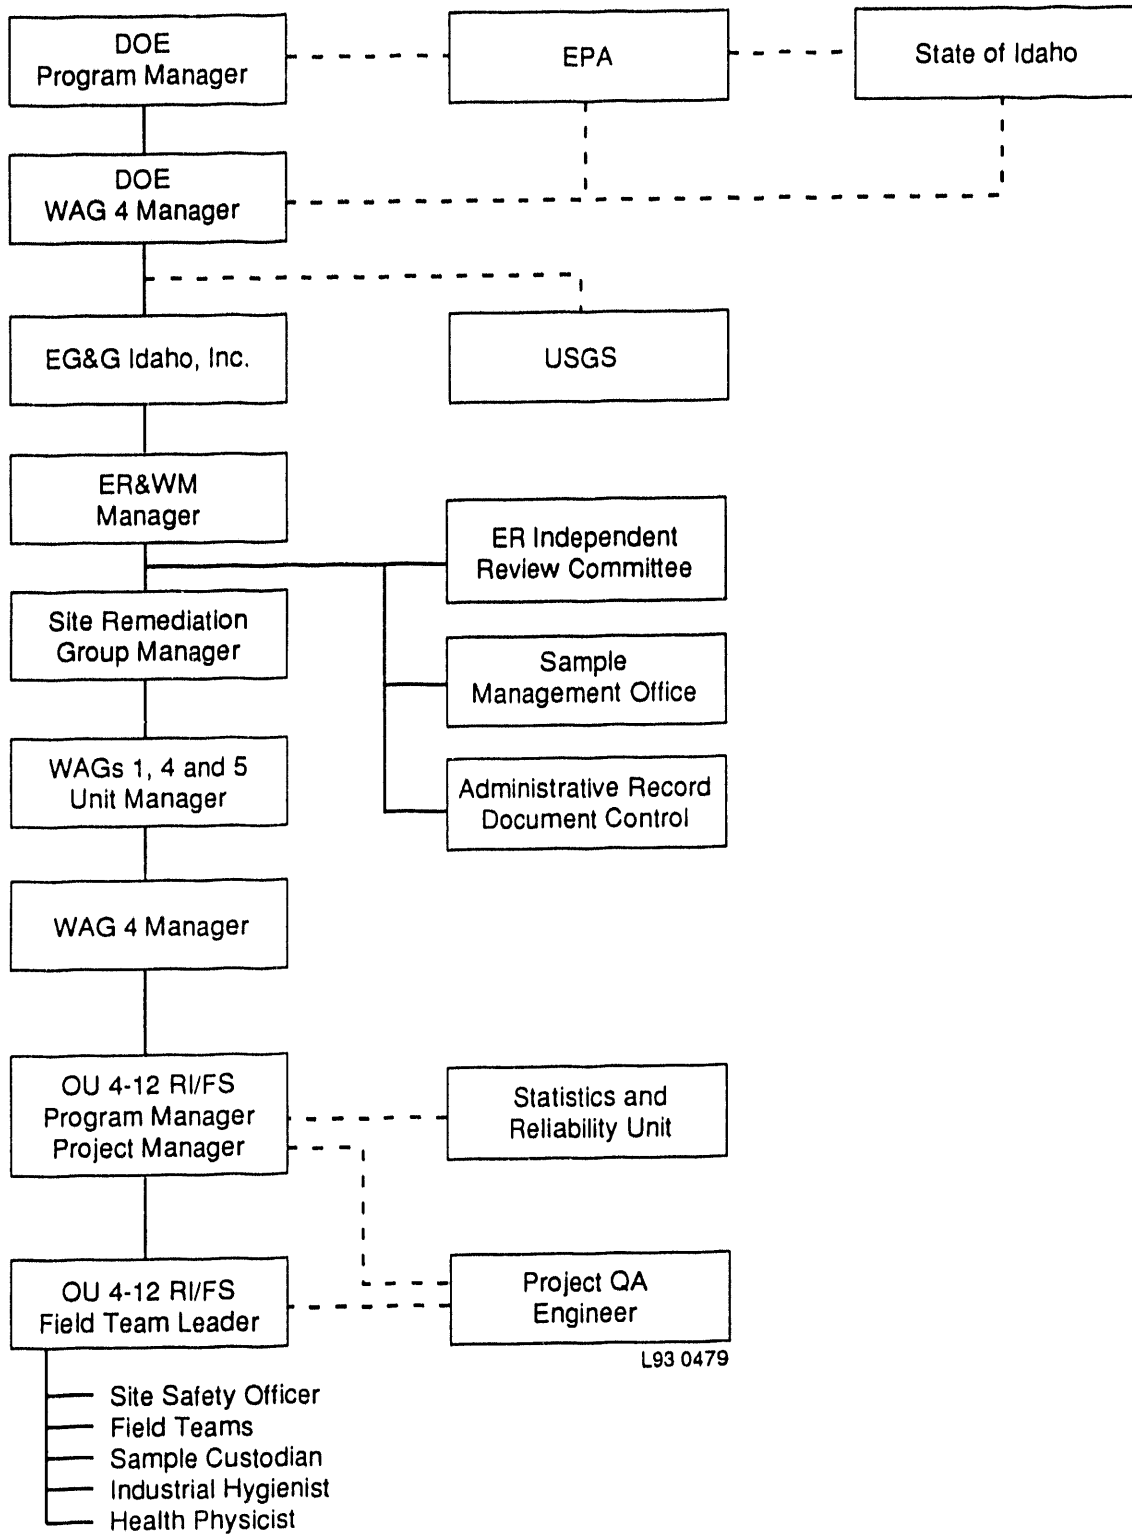 DOE
Program Manager
EPA
State of Idaho
DOE
WAG 4 Manager
EG&G Idaho, Inc.
USGS
ER&WM
Manager
ER Independent
Review Committee
Site Remediation
Group Manager
Sample
Management Office
WAGs 1, 4 and 5
Unit Manager
Administrative Record
Document Control
WAG 4 Manager
OU 4-12 RI/FS
Program Manager
Project Manager
Statistics and
Reliability Unit
OU 4-12 RI/FS
Field Team Leader
Project QA
Engineer
L93 0479
Site Safety Officer
Field Teams
Sample Custodian
Industrial Hygienist
Health Physicist